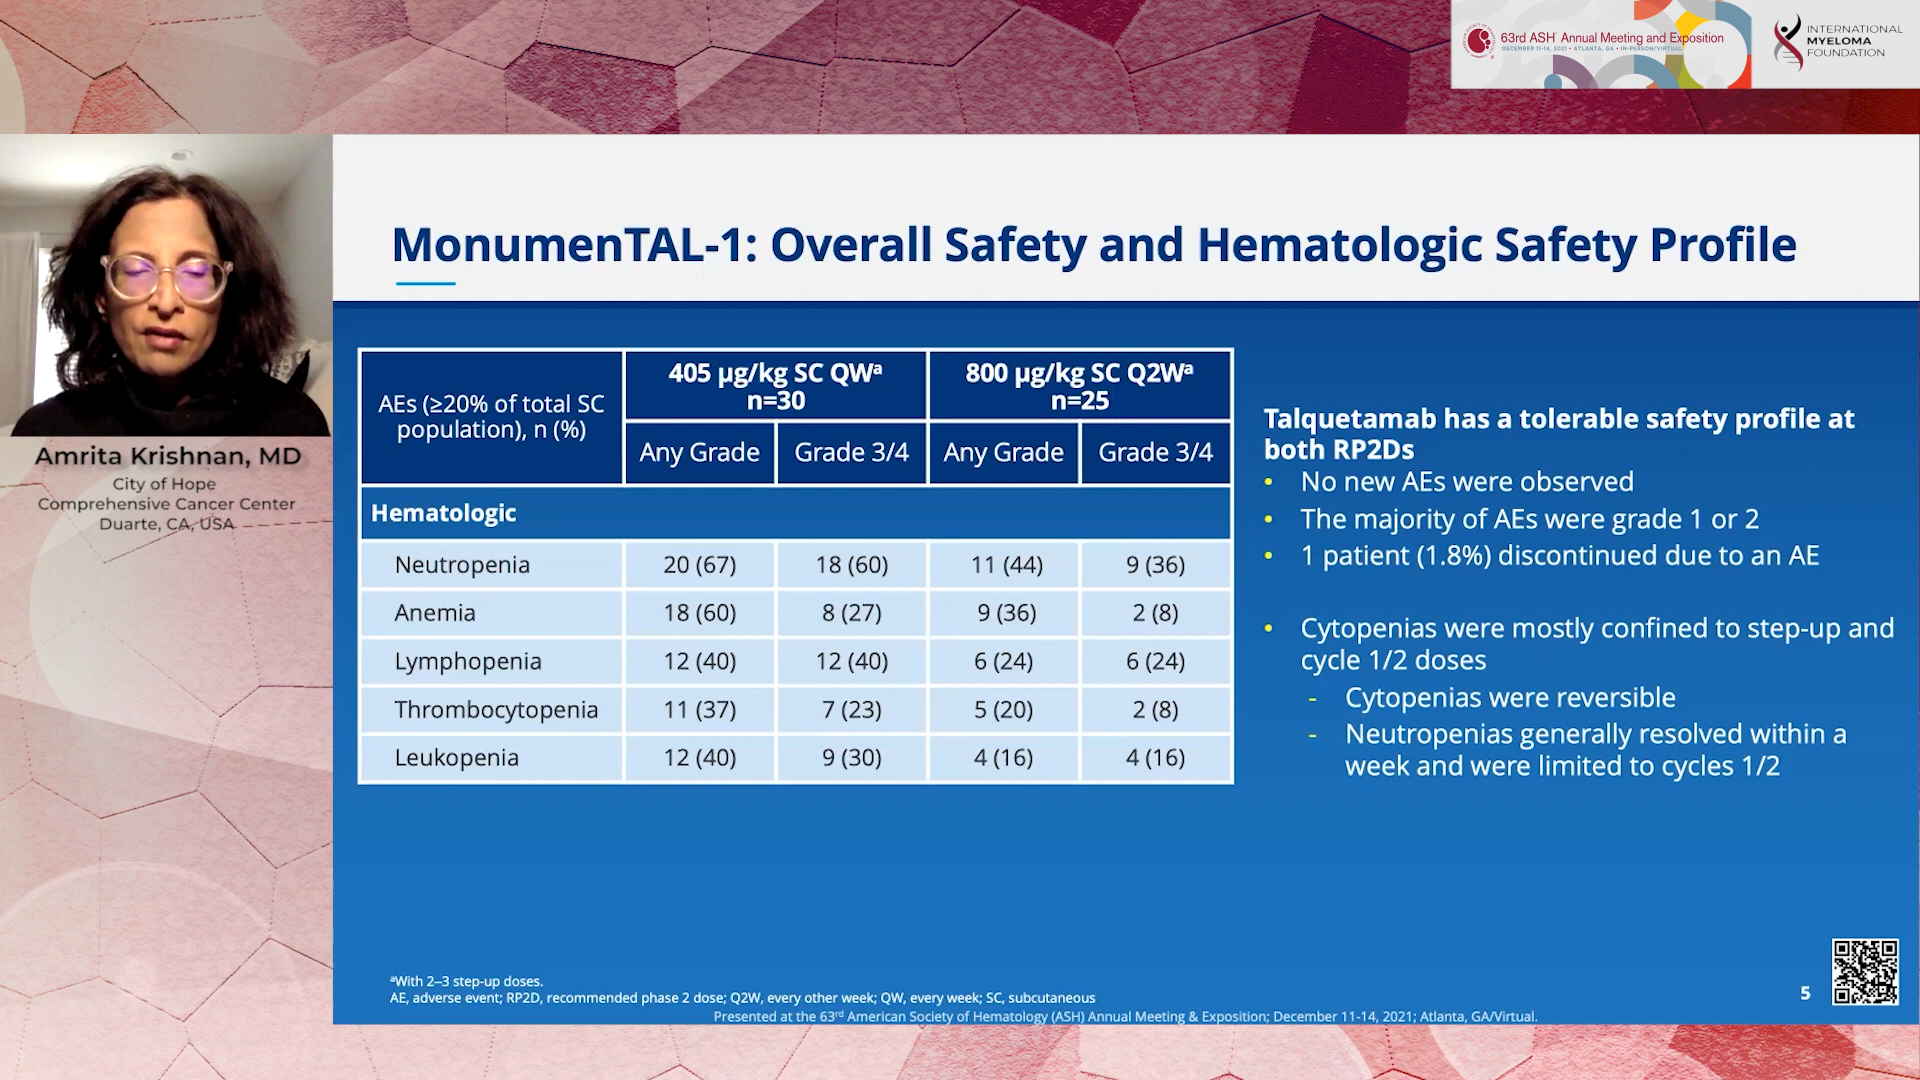 63rd ASH® Annual Meeting and Exposition
DECEMBER 11-14, 2021 • ATLANTA, GA • IN-PERSON/VIRTUAL
INTERNATIONAL
MYELOMA
FOUNDATION
Amrita Krishnan, MD
City of Hope
Comprehensive Cancer Center
Duarte, CA, USA
MonumenTAL-1: Overall Safety and Hematologic Safety Profile
AEs (≥20% of total SC
population), n (%)
405 μg/kg SC QWᵃ
n=30
800 μg/kg SC Q2Wᵃ
n=25
Any Grade Grade 3/4 Any Grade Grade 3/4
Hematologic
Neutropenia 20 (67) 18 (60) 11 (44) 9 (36)
Anemia 18 (60) 8 (27) 9 (36) 2 (8)
Lymphopenia 12 (40) 12 (40) 6 (24) 6 (24)
Thrombocytopenia 11 (37) 7 (23) 5 (20) 2 (8)
Leukopenia 12 (40) 9 (30) 4 (16) 4 (16)
Talquetamab has a tolerable safety profile at
both RP2Ds
• No new AEs were observed
• The majority of AEs were grade 1 or 2
• 1 patient (1.8%) discontinued due to an AE
• Cytopenias were mostly confined to step-up and
cycle 1/2 doses
- Cytopenias were reversible
- Neutropenias generally resolved within a
week and were limited to cycles 1/2
ᵃWith 2–3 step-up doses.
AE, adverse event; RP2D, recommended phase 2 dose; Q2W, every other week; QW, every week; SC, subcutaneous
Presented at the 63ʳᵈ American Society of Hematology (ASH) Annual Meeting & Exposition; December 11-14, 2021; Atlanta, GA/Virtual.
5